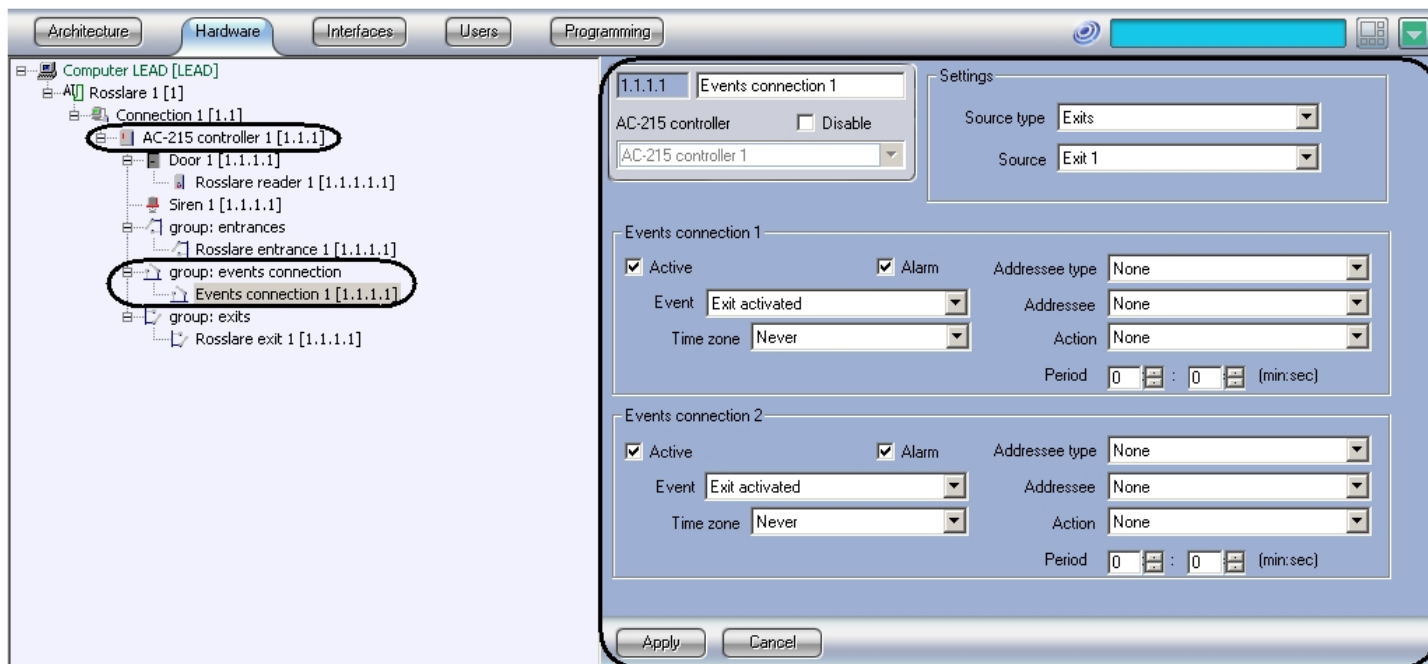 Architecture Hardware Interfaces Users Programming
Computer LEAD [LEAD]
Rosslare 1 [1]
Connection 1 [1.1]
AC-215 controller 1 [1.1.1]
Door 1 [1.1.1.1]
Rosslare reader 1 [1.1.1.1.1]
Siren 1 [1.1.1.1]
group: entrances
Rosslare entrance 1 [1.1.1.1]
group: events connection
Events connection 1 [1.1.1.1]
group: exits
Rosslare exit 1 [1.1.1.1]
1.1.1.1 Events connection 1
AC-215 controller Disable
AC-215 controller 1
Settings
Source type Exits
Source Exit 1
Events connection 1
Active Alarm Addressee type None
Event Exit activated Addressee None
Time zone Never Action None
Period 0 : 0 (min:sec)
Events connection 2
Active Alarm Addressee type None
Event Exit activated Addressee None
Time zone Never Action None
Period 0 : 0 (min:sec)
Apply Cancel